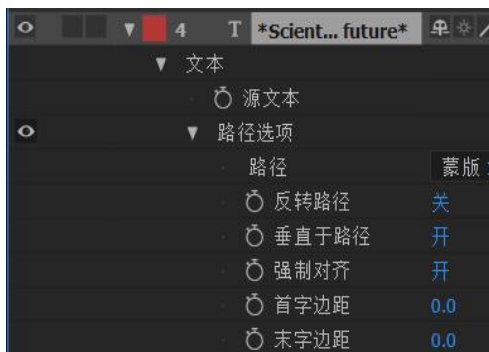 4 T *Scient... future*
文本
源文本
路径选项
路径 蒙版
反转路径 关
垂直于路径 开
强制对齐 开
首字边距 0.0
末字边距 0.0